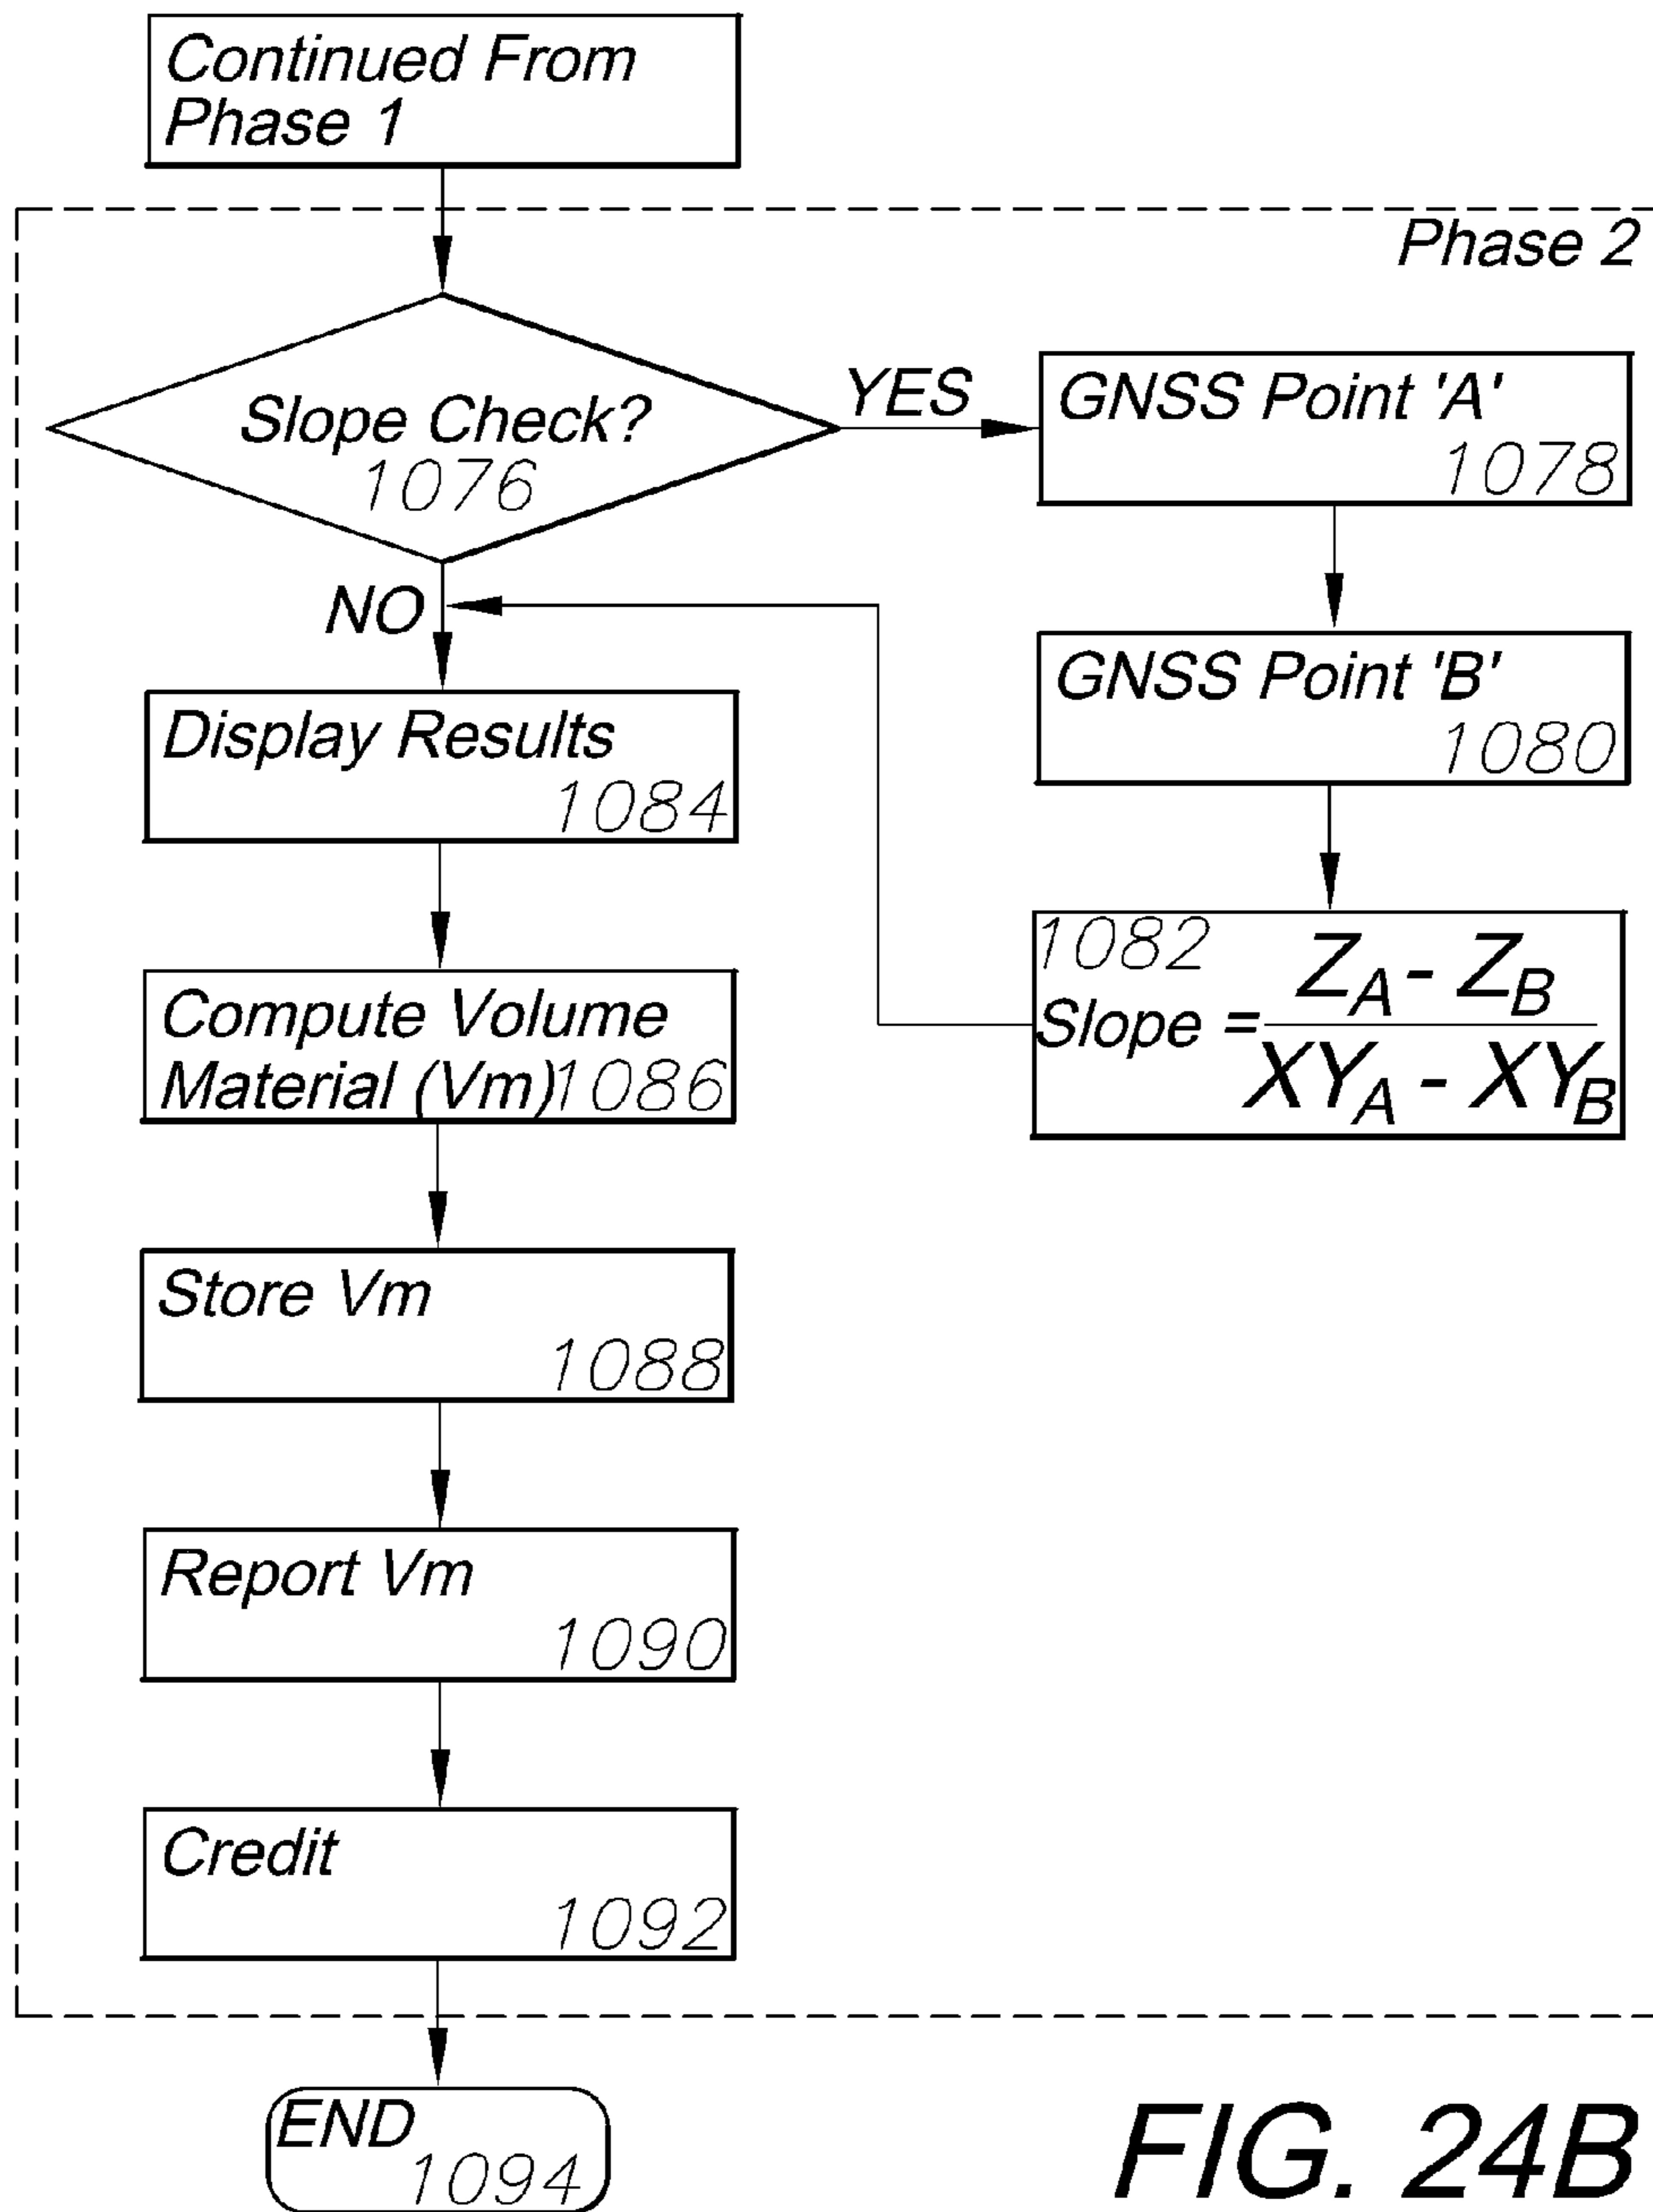 Continued From
Phase 1
Phase 2
Slope Check?
1076
YES
GNSS Point 'A'
1078
NO
GNSS Point 'B'
1080
Display Results
1084
1082
Slope = Z_A - Z_B
XY_A - XY_B
Compute Volume
Material (Vm) 1086
Store Vm
1088
Report Vm
1090
Credit
1092
END
1094
FIG. 24B